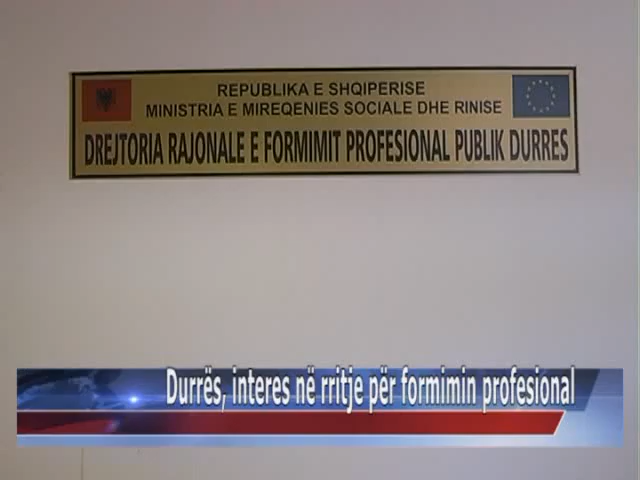 REPUBLIKA E SHQIPERISE
MINISTRIA E MIREQENIES SOCIALE DHE RINISE
DREJTORIA RAJONALE E FORMIMIT PROFESIONAL PUBLIK DURRES
Durrës, interes në rritje për formimin profesional